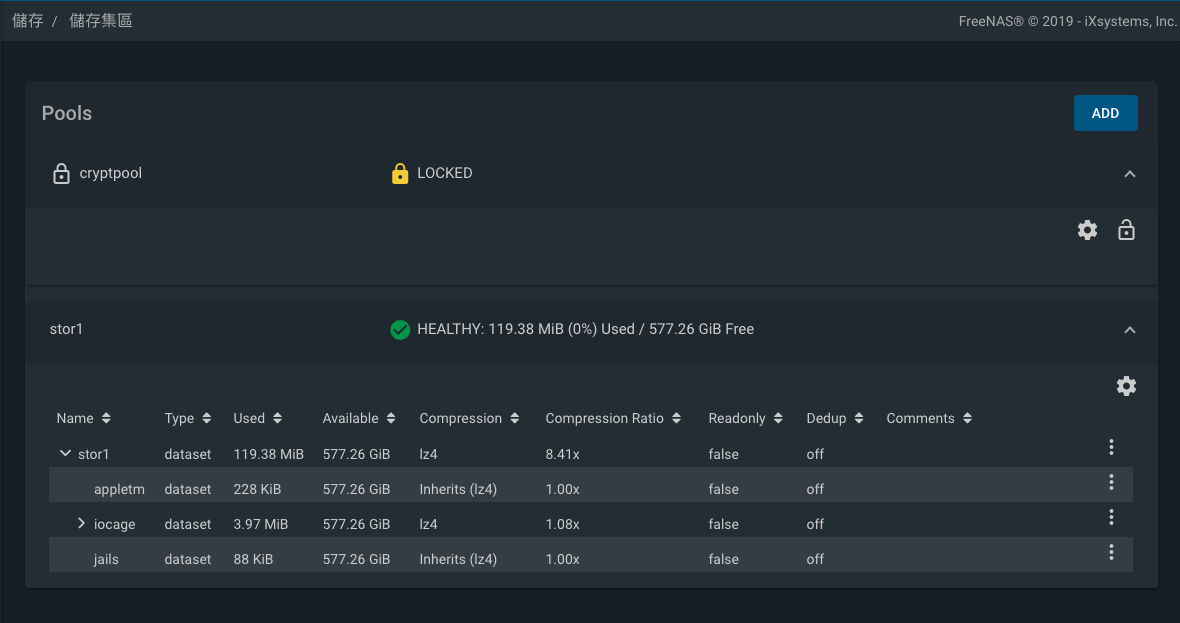 儲存 / 儲存集區 FreeNAS® © 2019 - iXsystems, Inc.
Pools ADD
cryptpool LOCKED
stor1 HEALTHY: 119.38 MiB (0%) Used / 577.26 GiB Free
Name Type Used Available Compression Compression Ratio Readonly Dedup Comments
stor1 dataset 119.38 MiB 577.26 GiB lz4 8.41x false off
appletm dataset 228 KiB 577.26 GiB Inherits (lz4) 1.00x false off
iocage dataset 3.97 MiB 577.26 GiB lz4 1.08x false off
jails dataset 88 KiB 577.26 GiB Inherits (lz4) 1.00x false off